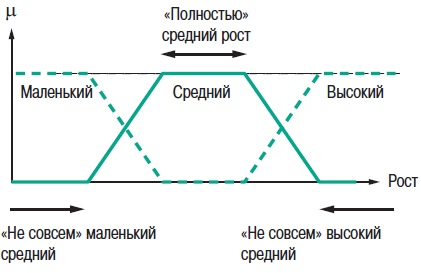 μ
«Полностью»
средний рост
Маленький
Средний
Высокий
Рост
«Не совсем» маленький
средний
«Не совсем» высокий
средний